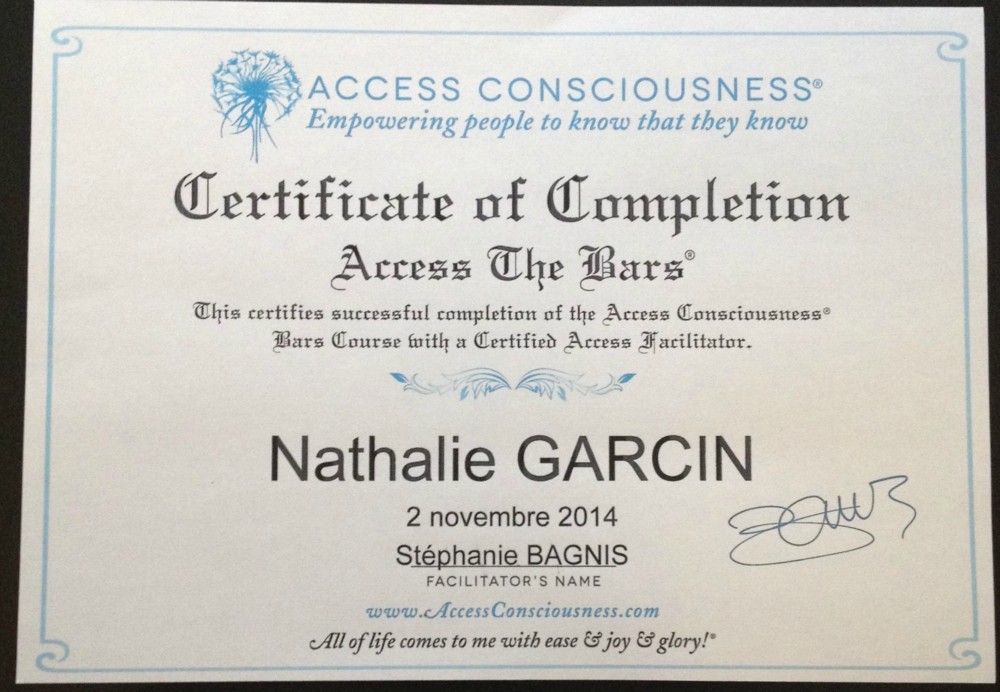 ACCESS CONSCIOUSNESS®
Empowering people to know that they know
Certificate of Completion
Access The Bars®
This certifies successful completion of the Access Consciousness®
Bars Course with a Certified Access Facilitator.
Nathalie GARCIN
2 novembre 2014
Stéphanie BAGNIS
FACILITATOR'S NAME
www.AccessConsciousness.com
All of life comes to me with ease & joy & glory!®